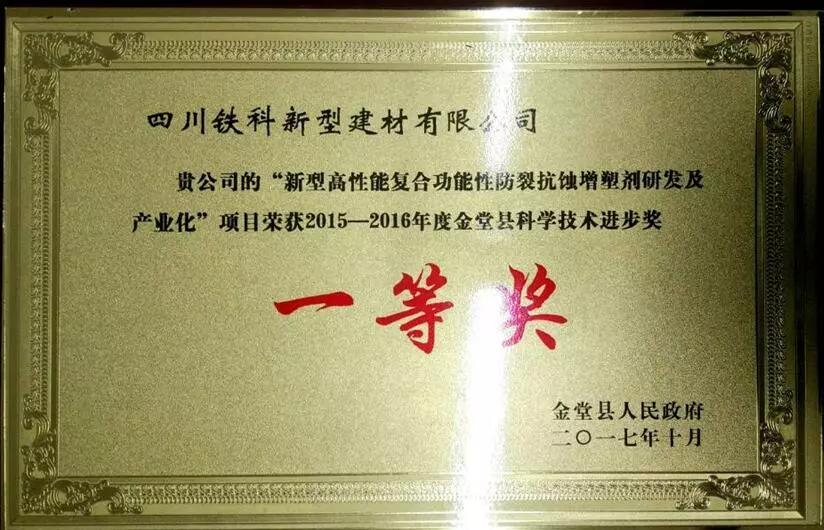 四川铁科新型建材有限公司
贵公司的“新型高性能复合功能性防裂抗蚀增塑剂研发及
产业化”项目荣获2015—2016年度金堂县科学技术进步奖
一等奖
金堂县人民政府
二〇一七年十月